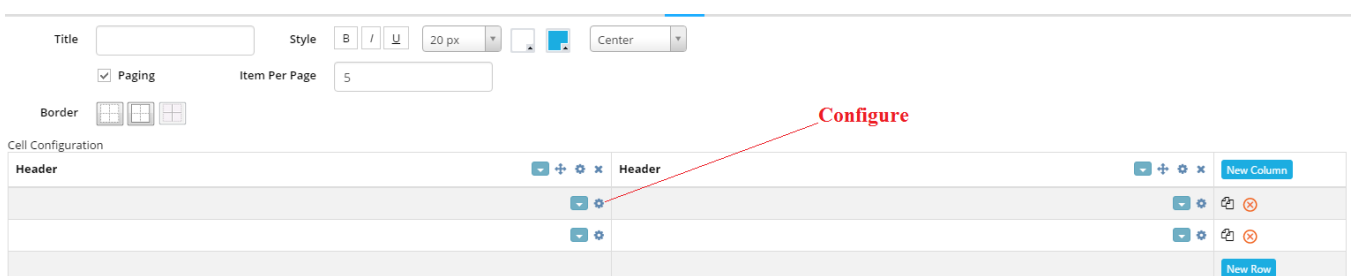 Title Style B I U 20 px Center
Paging Item Per Page 5
Border
Configure
Cell Configuration
Header Header New Column
New Row